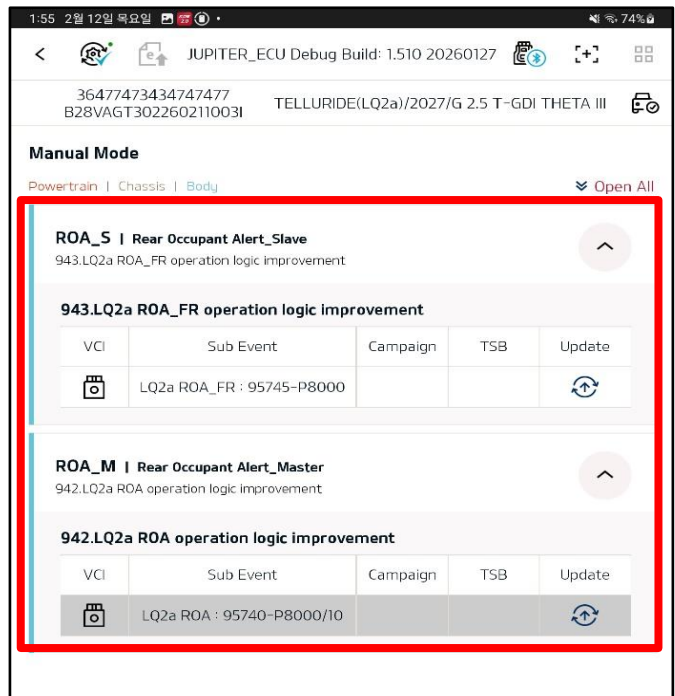 1:55 2월 12일 목요일 74%
JUPITER_ECU Debug Build: 1.510 20260127
36477473434747477
B28VAGT302260211003I
TELLURIDE(LQ2a)/2027/G 2.5 T-GDI THETA III
Manual Mode
Powertrain | Chassis | Body
Open All
ROA_S | Rear Occupant Alert_Slave
943.LQ2a ROA_FR operation logic improvement
943.LQ2a ROA_FR operation logic improvement
VCI Sub Event Campaign TSB Update
LQ2a ROA_FR : 95745-P8000
ROA_M | Rear Occupant Alert_Master
942.LQ2a ROA operation logic improvement
942.LQ2a ROA operation logic improvement
VCI Sub Event Campaign TSB Update
LQ2a ROA : 95740-P8000/10